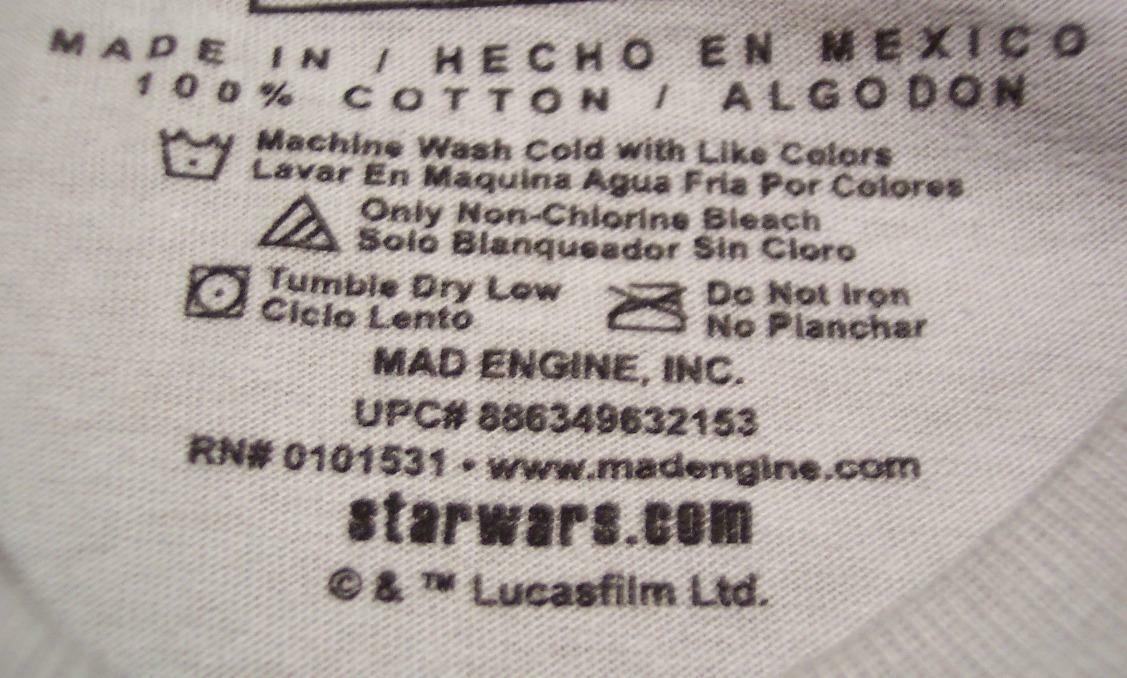 MADE IN / HECHO EN MEXICO
100% COTTON / ALGODON
Machine Wash Cold with Like Colors
Lavar En Maquina Agua Fria Por Colores
Only Non-Chlorine Bleach
Solo Blanqueador Sin Cloro
Tumble Dry Low
Ciclo Lento
Do Not Iron
No Planchar
MAD ENGINE, INC.
UPC# 886349632153
RN# 0101531 • www.madengine.com
starwars.com
© & ™ Lucasfilm Ltd.